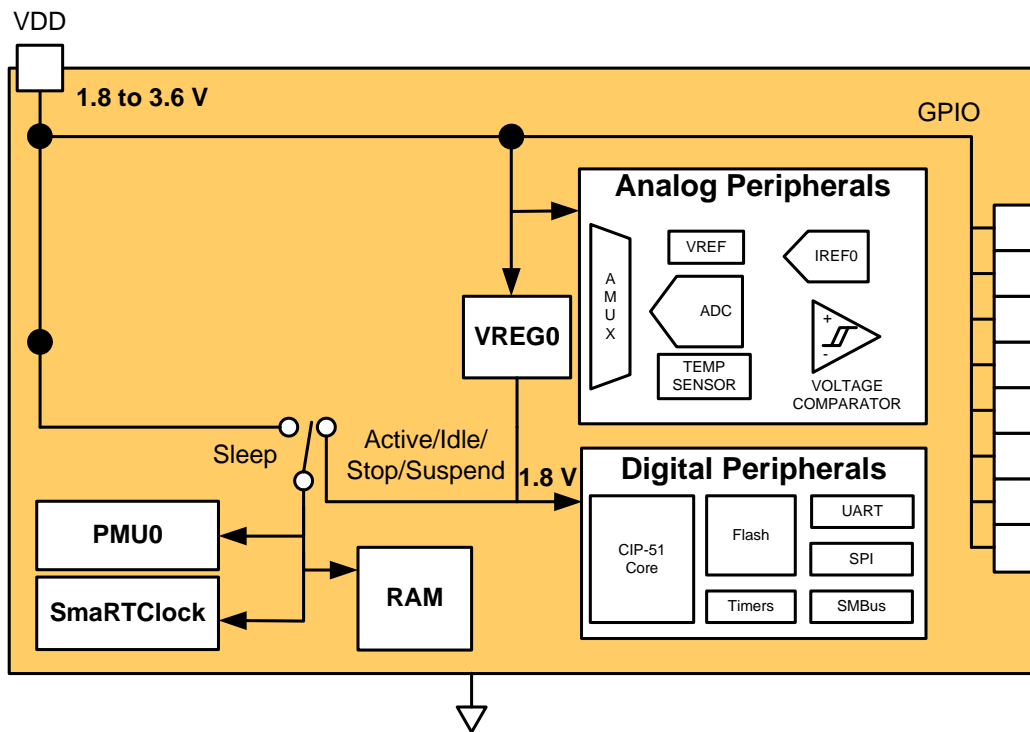 VDD
1.8 to 3.6 V
GPIO
Analog Peripherals
A
M
U
X
VREF
IREF0
ADC
TEMP
SENSOR
+
-
VOLTAGE
COMPARATOR
VREG0
Sleep
Active/Idle/
Stop/Suspend
1.8 V
Digital Peripherals
CIP-51
Core
Flash
Timers
UART
SPI
SMBus
PMU0
SmaRTClock
RAM